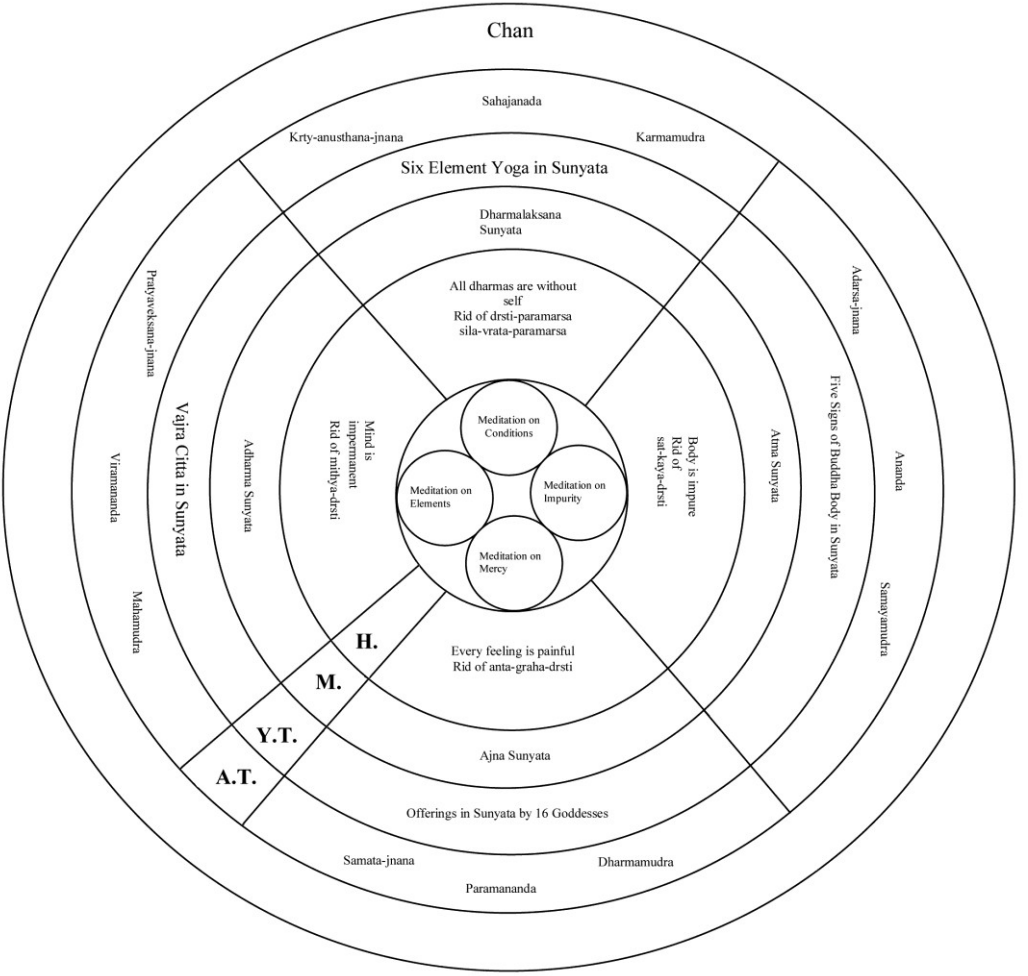 Chan
Sahajanada
Krty-anusthana-jnana
Karmamudra
Six Element Yoga in Sunyata
Dharmalaksana
Sunyata
All dharmas are without
self
Rid of drsti-paramarsa
sila-vrata-paramarsa
Pratyaveksana-jnana
Viramananda
Mahamudra
Vajra Citta in Sunyata
Adharma Sunyata
Mind is
impermanent
Rid of mithya-drsti
Meditation on
Conditions
Meditation on
Elements
Meditation on
Impurity
Meditation on
Mercy
Body is impure
Rid of
sat-kaya-drsti
Atma Sunyata
Five Signs of Buddha Body in Sunyata
Adarsa-jnana
Ananda
Samayamudra
H.
M.
Y.T.
A.T.
Every feeling is painful
Rid of anta-graha-drsti
Ajna Sunyata
Offerings in Sunyata by 16 Goddesses
Samata-jnana
Dharmamudra
Paramananda